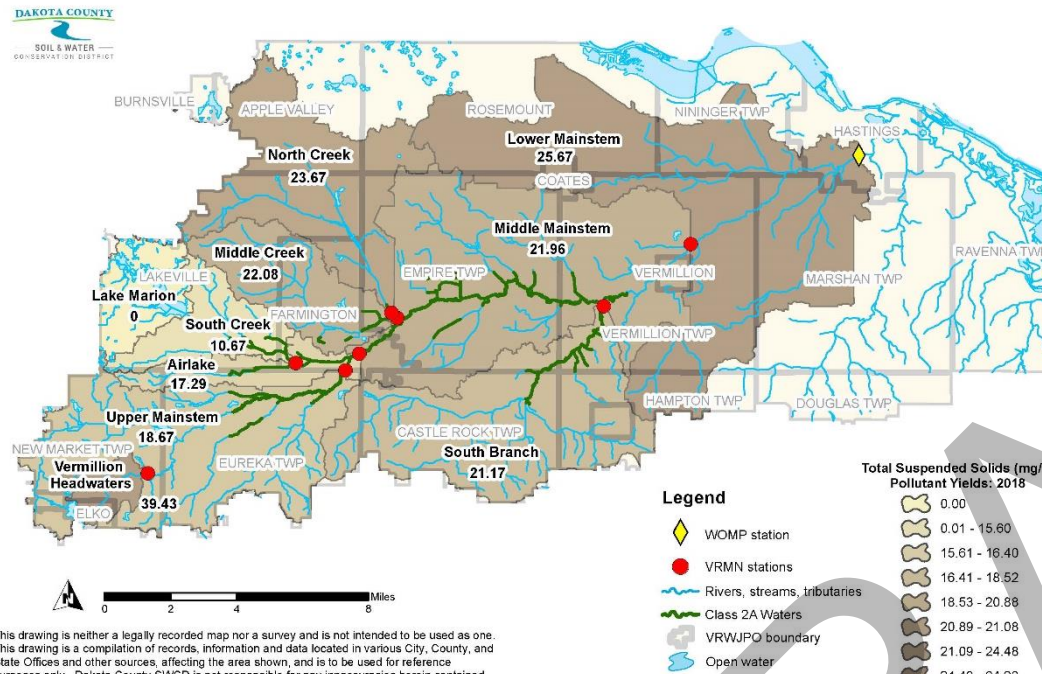 DAKOTA COUNTY
SOIL & WATER
CONSERVATION DISTRICT
BURNSVILLE
APPLE VALLEY
ROSEMOUNT
NININGER TWP
HASTINGS
Lower Mainstem
25.67
North Creek
23.67
COATES
Middle Mainstem
21.96
Middle Creek
22.08
EMPIRE TWP
VERMILLION
RAVENNA TW
MARSHAN TWP
LAKEVILLE
Lake Marion
0
FARMINGTON
South Creek
10.67
VERMILLION TWP
Airlake
17.29
HAMPTON TWP
DOUGLAS TWP
Upper Mainstem
18.67
CASTLE ROCK TWP
NEW MARKET TWP
EUREKA TWP
South Branch
21.17
Vermillion
Headwaters
39.43
ELKO
Legend
WOMP station
VRMN stations
Rivers, streams, tributaries
Class 2A Waters
VRWJPO boundary
Open water
Total Suspended Solids (mg/
Pollutant Yields: 2018
0.00
0.01 - 15.60
15.61 - 16.40
16.41 - 18.52
18.53 - 20.88
20.89 - 21.08
21.09 - 24.48
N
0 2 4 8 Miles
his drawing is neither a legally recorded map nor a survey and is not intended to be used as one.
his drawing is a compilation of records, information and data located in various City, County, and
tate Offices and other sources, affecting the area shown, and is to be used for reference